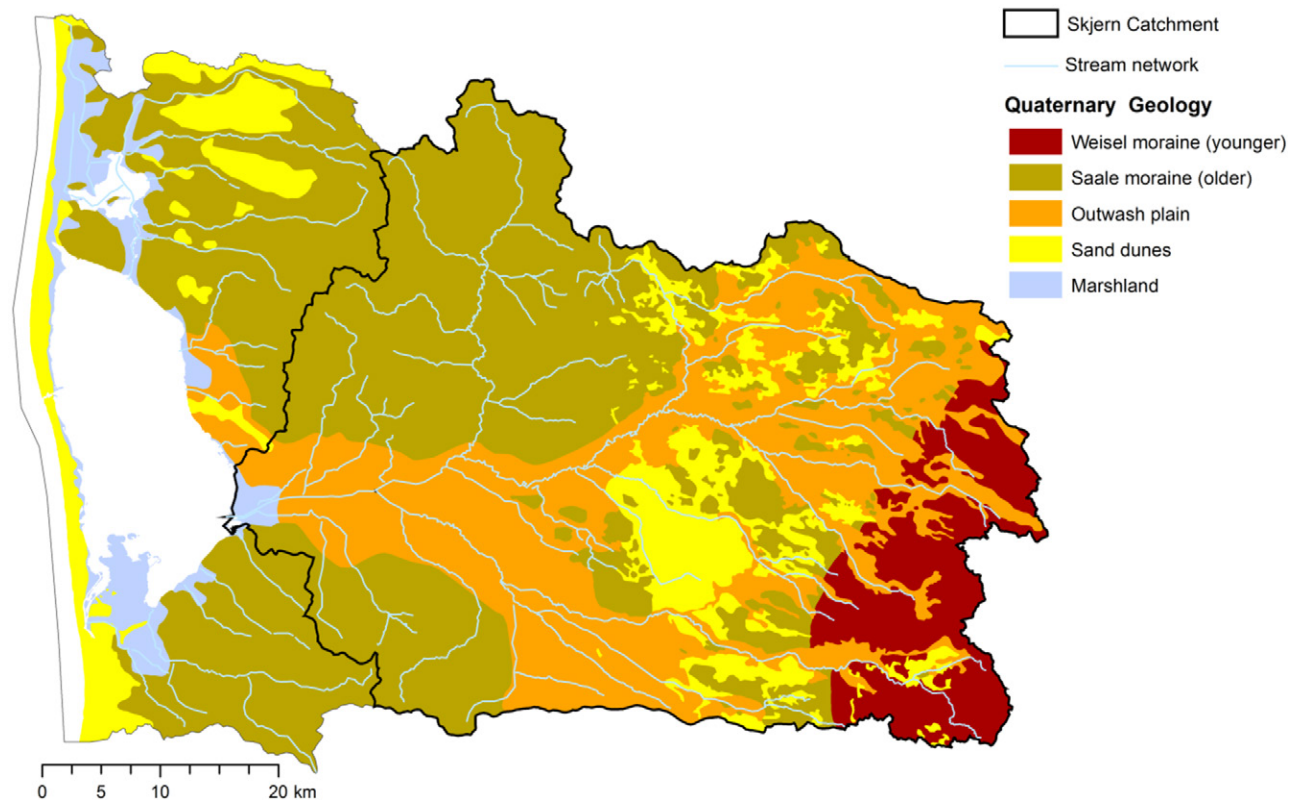 Skjern Catchment
Stream network
Quaternary Geology
Weisel moraine (younger)
Saale moraine (older)
Outwash plain
Sand dunes
Marshland
0 5 10 20 km